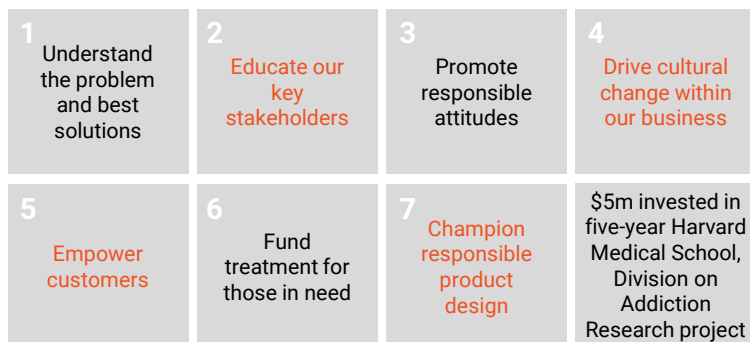 1
Understand
the problem
and best
solutions
2
Educate our
key
stakeholders
3
Promote
responsible
attitudes
4
Drive cultural
change within
our business
5
Empower
customers
6
Fund
treatment for
those in need
7
Champion
responsible
product
design
$5m invested in
five-year Harvard
Medical School,
Division on
Addiction
Research project